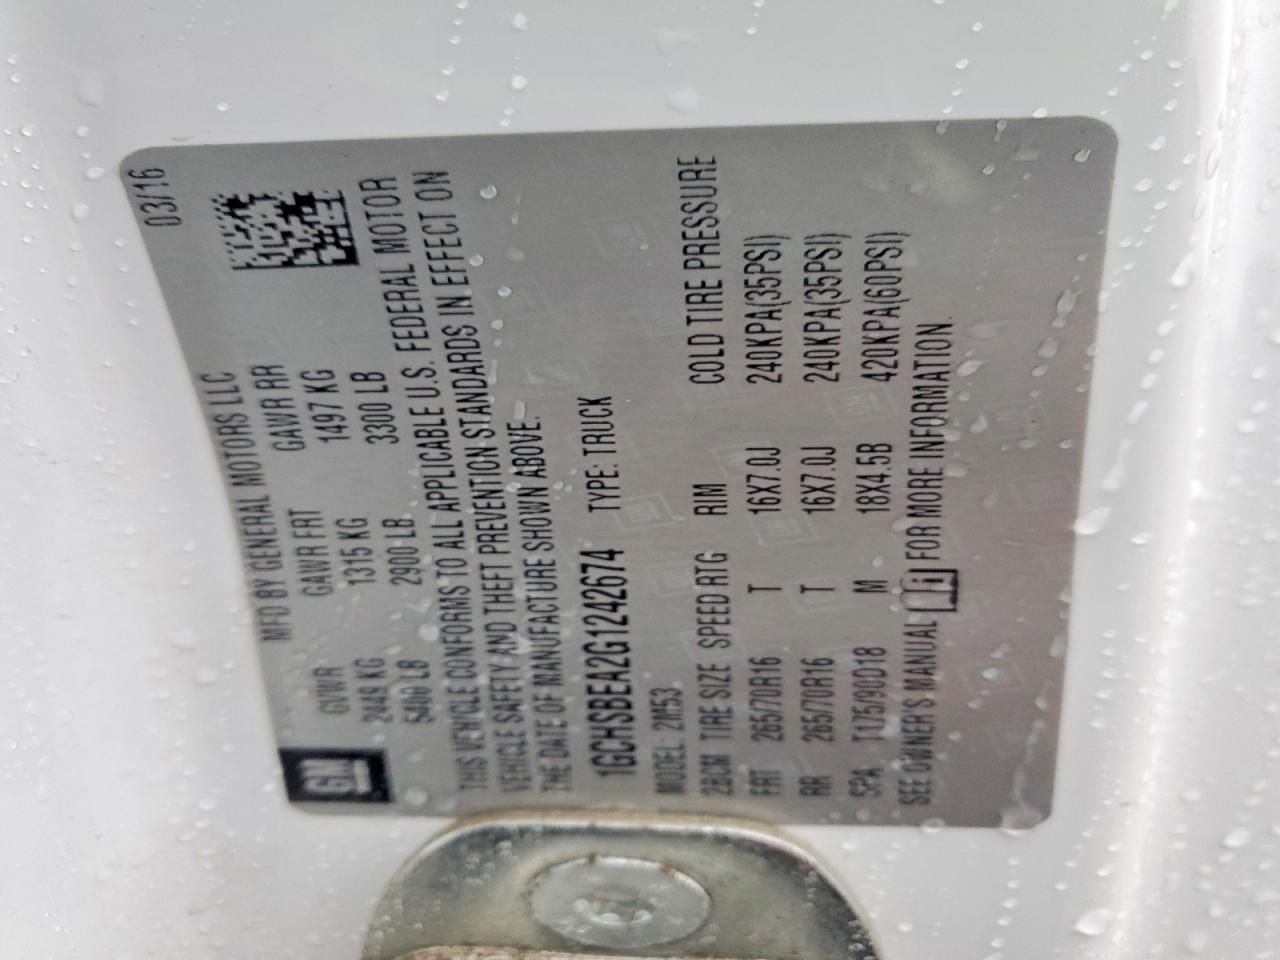 GM
MFD BY GENERAL MOTORS LLC 03/16
GVWR GAWR FRT GAWR RR
2449 KG 1315 KG 1497 KG
5400 LB 2900 LB 3300 LB
THIS VEHICLE CONFORMS TO ALL APPLICABLE U.S. FEDERAL MOTOR
VEHICLE SAFETY AND THEFT PREVENTION STANDARDS IN EFFECT ON
THE DATE OF MANUFACTURE SHOWN ABOVE.
1GCHSBEA2G1242674 TYPE: TRUCK
MODEL: 2M53
2BCM TIRE SIZE SPEED RTG RIM COLD TIRE PRESSURE
FRT 265/70R16 T 16X7.0J 240KPA(35PSI)
RR 265/70R16 T 16X7.0J 240KPA(35PSI)
SPA T175/90D18 M 18X4.5B 420KPA(60PSI)
SEE OWNER'S MANUAL i FOR MORE INFORMATION.